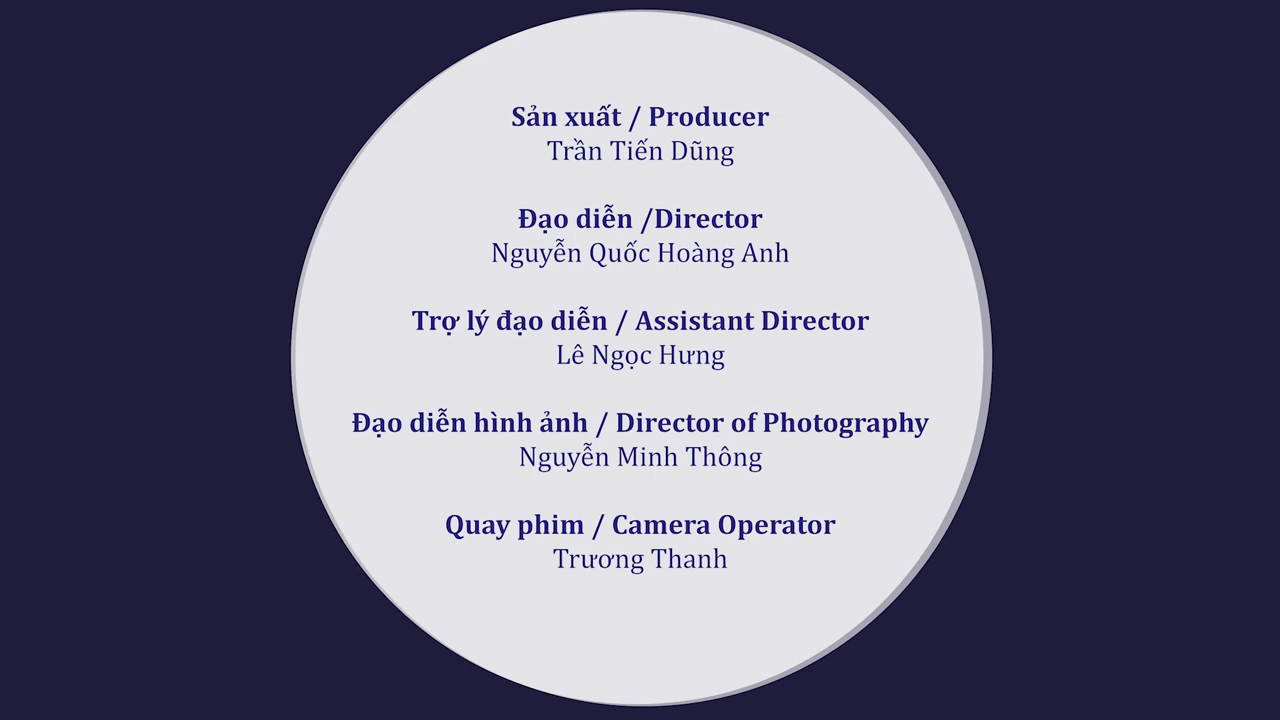 Sản xuất / Producer
Trần Tiến Dũng
Đạo diễn /Director
Nguyễn Quốc Hoàng Anh
Trợ lý đạo diễn / Assistant Director
Lê Ngọc Hưng
Đạo diễn hình ảnh / Director of Photography
Nguyễn Minh Thông
Quay phim / Camera Operator
Trương Thanh